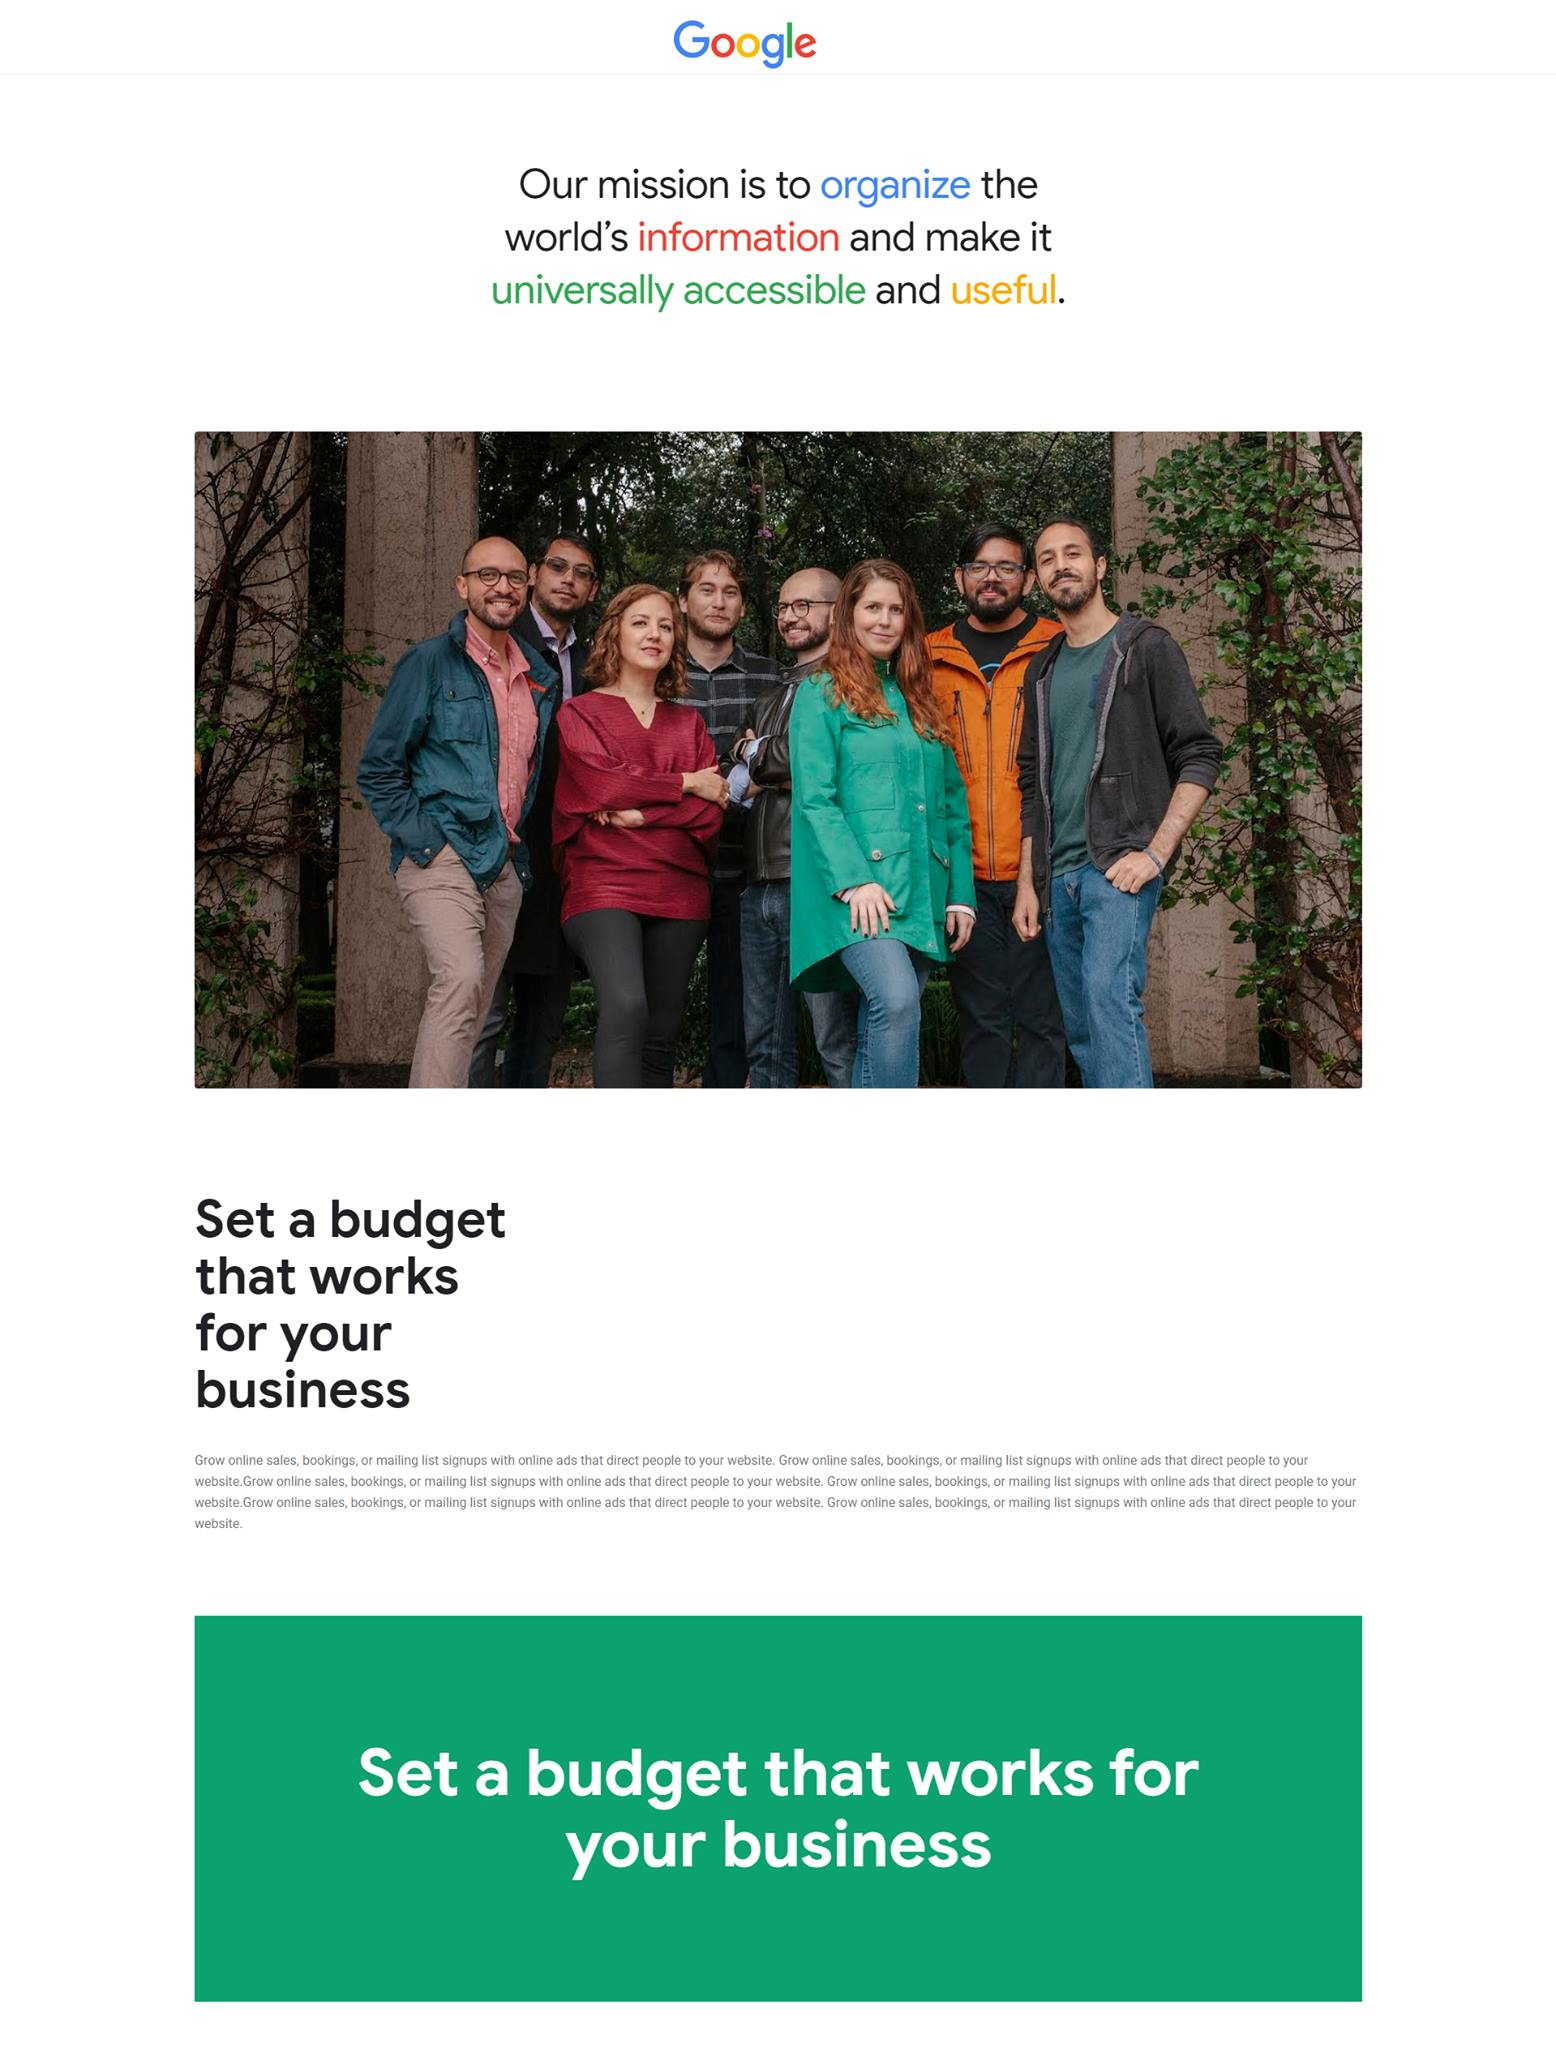 Google
Our mission is to organize the
world’s information and make it
universally accessible and useful.
Set a budget
that works
for your
business
Grow online sales, bookings, or mailing list signups with online ads that direct people to your website. Grow online sales, bookings, or mailing list signups with online ads that direct people to your
website.Grow online sales, bookings, or mailing list signups with online ads that direct people to your website. Grow online sales, bookings, or mailing list signups with online ads that direct people to your
website.Grow online sales, bookings, or mailing list signups with online ads that direct people to your website. Grow online sales, bookings, or mailing list signups with online ads that direct people to your
website.
Set a budget that works for
your business